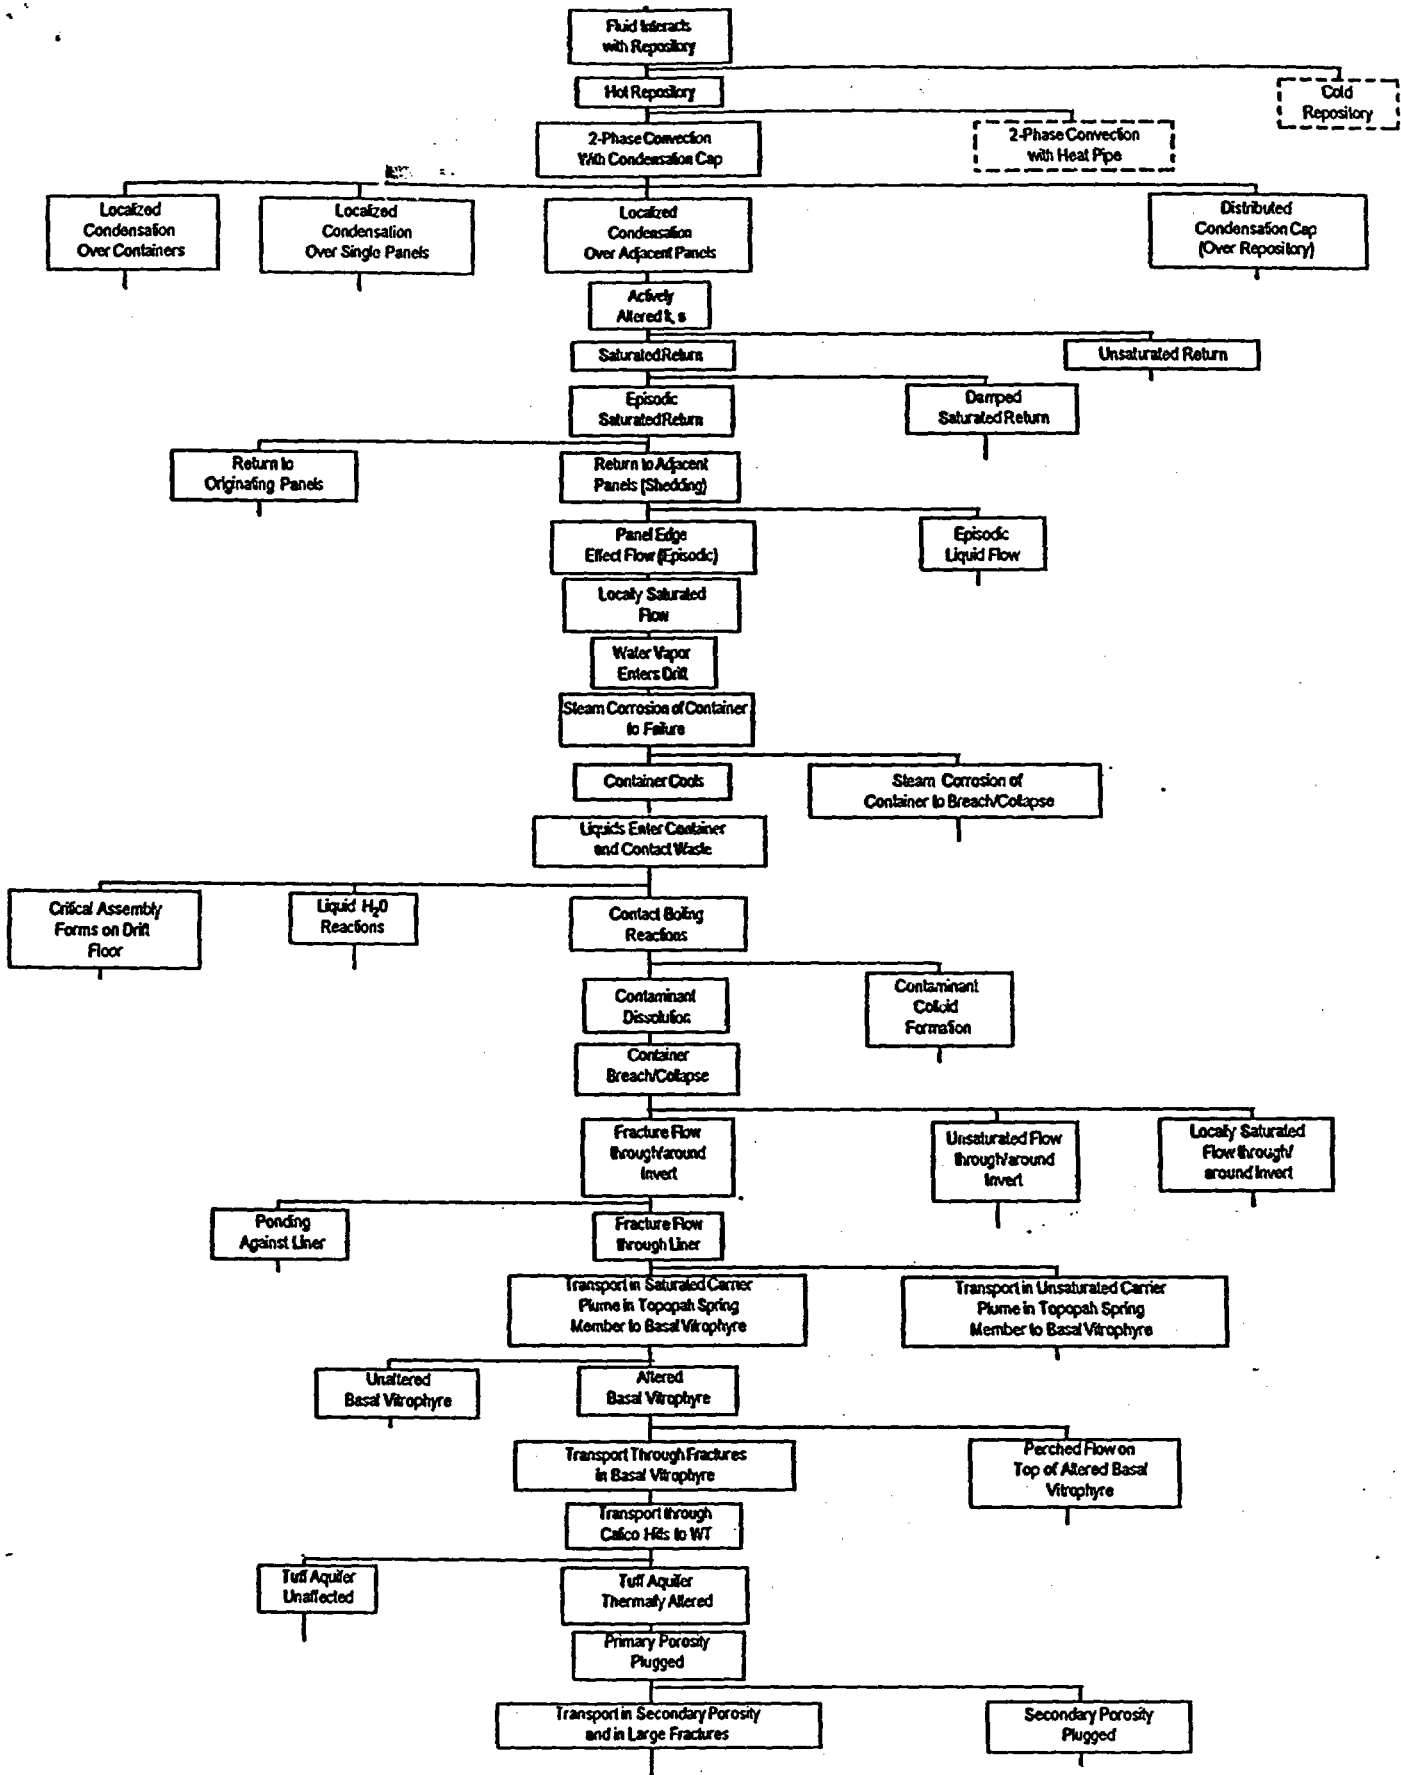 Fluid Interacts
with Repository
Hot Repository
Cold
Repository
2-Phase Convection
With Condensation Cap
2-Phase Convection
with Heat Pipe
Localized
Condensation
Over Containers
Localized
Condensation
Over Single Panels
Localized
Condensation
Over Adjacent Panels
Distributed
Condensation Cap
(Over Repository)
Actively
Altered k, s
Saturated Return
Unsaturated Return
Episodic
Saturated Return
Damped
Saturated Return
Return to
Originating Panels
Return to Adjacent
Panels (Shedding)
Panel Edge
Effect Flow (Episodic)
Episodic
Liquid Flow
Locally Saturated
Flow
Water Vapor
Enters Drift
Steam Corrosion of Container
to Failure
Container Cools
Steam Corrosion of
Container to Breach/Collapse
Liquids Enter Container
and Contact Waste
Critical Assembly
Forms on Drift
Floor
Liquid H₂0
Reactions
Contact Boiling
Reactions
Contaminant
Dissolution
Contaminant
Colloid
Formation
Container
Breach/Collapse
Fracture Flow
through/around
Invert
Unsaturated Flow
through/around
Invert
Locally Saturated
Flow through/
around Invert
Ponding
Against Liner
Fracture Flow
through Liner
Transport in Saturated Carrier
Plume in Topopah Spring
Member to Basal Vitrophyre
Transport in Unsaturated Carrier
Plume in Topopah Spring
Member to Basal Vitrophyre
Unaltered
Basal Vitrophyre
Altered
Basal Vitrophyre
Transport Through Fractures
in Basal Vitrophyre
Perched Flow on
Top of Altered Basal
Vitrophyre
Transport through
Calico Hills to WT
Tuff Aquifer
Unaffected
Tuff Aquifer
Thermally Altered
Primary Porosity
Plugged
Transport in Secondary Porosity
and in Large Fractures
Secondary Porosity
Plugged